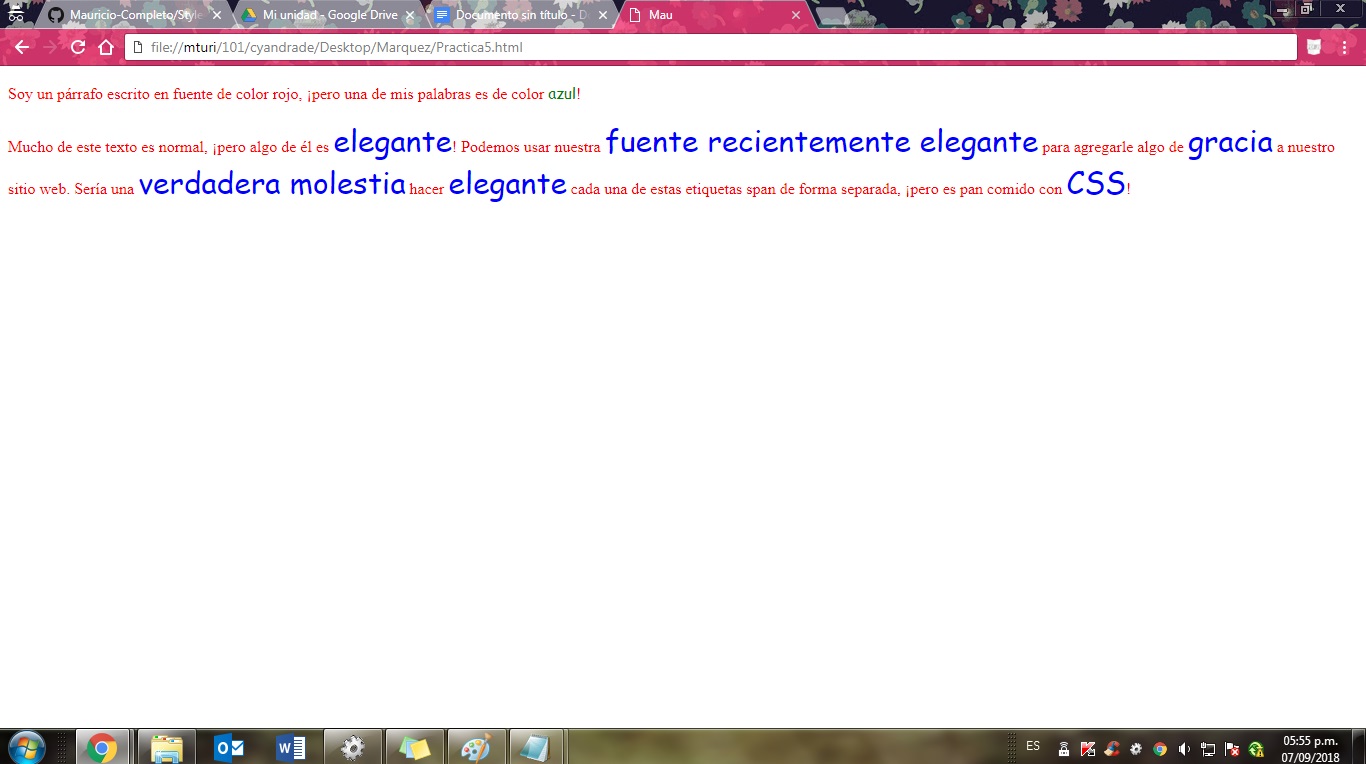 Mauricio-Completo/Style
Mi unidad - Google Drive
Documento sin título - D
Mau
file://mturi/101/cyandrade/Desktop/Marquez/Practica5.html
Soy un párrafo escrito en fuente de color rojo, ¡pero una de mis palabras es de color azul!
Mucho de este texto es normal, ¡pero algo de él es elegante! Podemos usar nuestra fuente recientemente elegante para agregarle algo de gracia a nuestro
sitio web. Sería una verdadera molestia hacer elegante cada una de estas etiquetas span de forma separada, ¡pero es pan comido con CSS!
ES
05:55 p.m.
07/09/2018